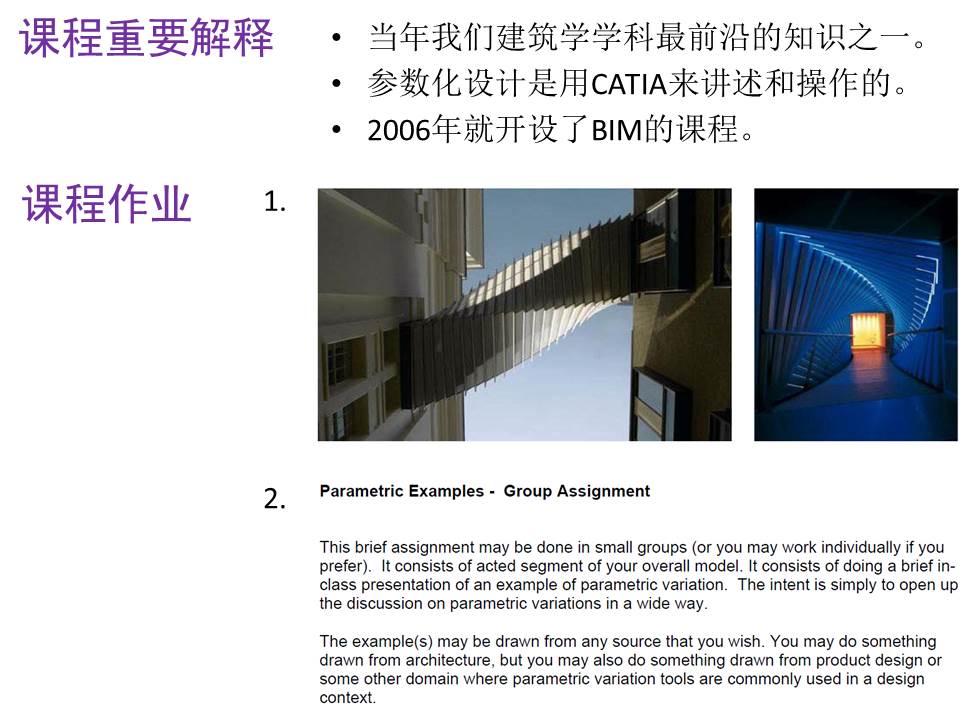 课程重要解释
• 当年我们建筑学学科最前沿的知识之一。
• 参数化设计是用CATIA来讲述和操作的。
• 2006年就开设了BIM的课程。
课程作业
1.
2.
Parametric Examples - Group Assignment
This brief assignment may be done in small groups (or you may work individually if you
prefer). It consists of acted segment of your overall model. It consists of doing a brief in-
class presentation of an example of parametric variation. The intent is simply to open up
the discussion on parametric variations in a wide way.
The example(s) may be drawn from any source that you wish. You may do something
drawn from architecture, but you may also do something drawn from product design or
some other domain where parametric variation tools are commonly used in a design
context.